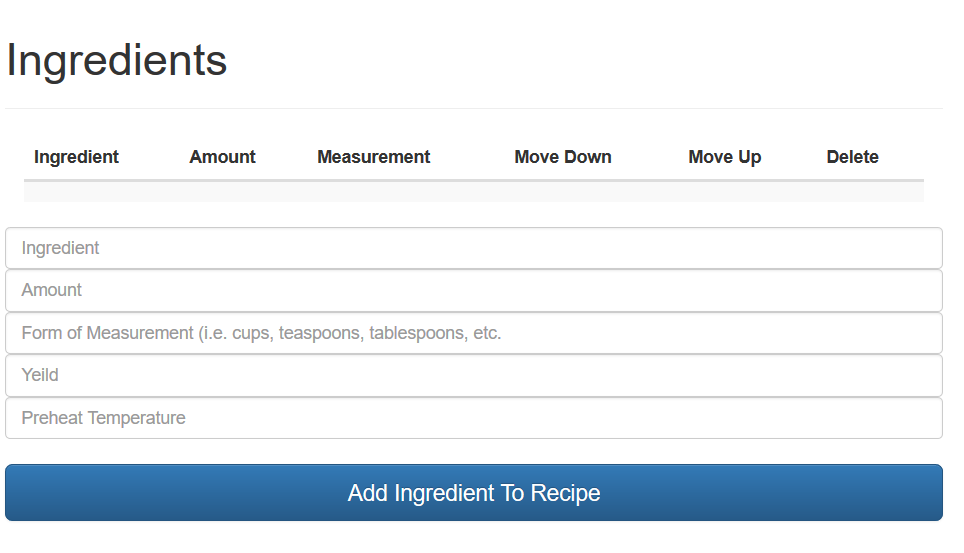 Ingredients
Ingredient Amount Measurement Move Down Move Up Delete
Ingredient
Amount
Form of Measurement (i.e. cups, teaspoons, tablespoons, etc.
Yeild
Preheat Temperature
Add Ingredient To Recipe